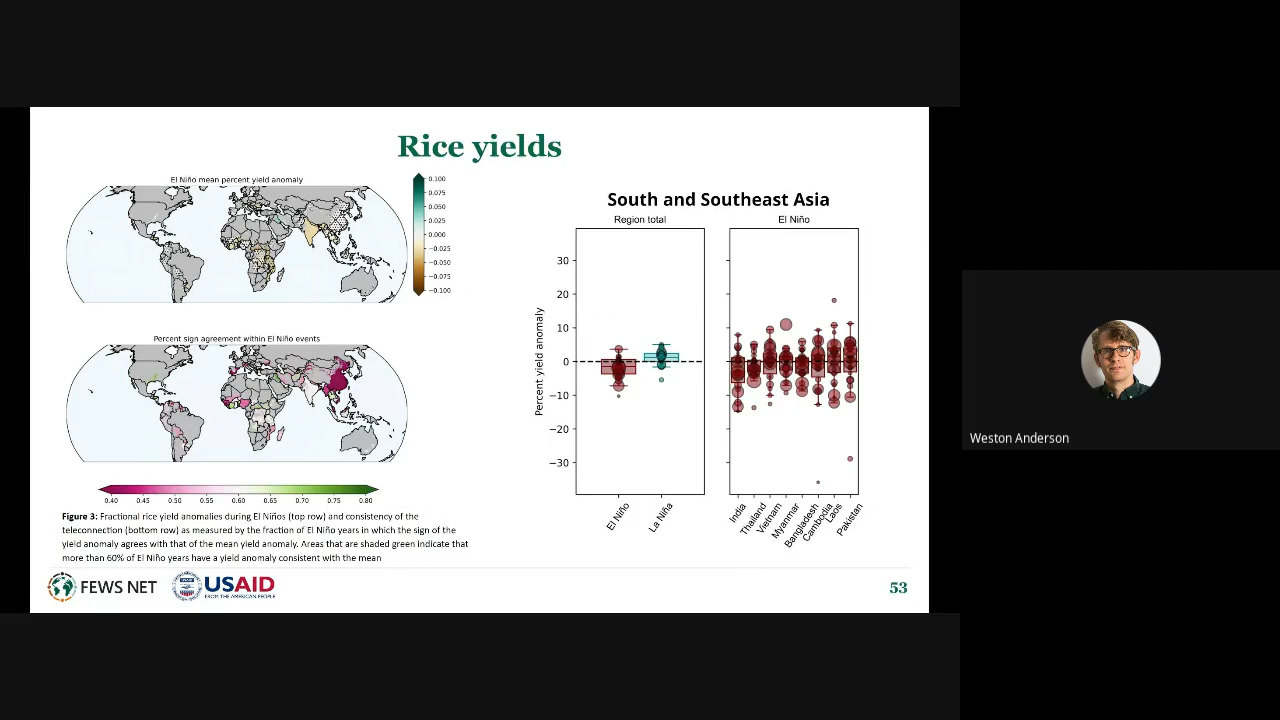 Rice yields
El Niño mean percent yield anomaly
0.100
0.075
0.050
0.025
0.000
−0.025
−0.050
−0.075
−0.100
Percent sign agreement within El Niño events
0.40 0.45 0.50 0.55 0.60 0.65 0.70 0.75 0.80
Figure 3: Fractional rice yield anomalies during El Niños (top row) and consistency of the
teleconnection (bottom row) as measured by the fraction of El Niño years in which the sign of the
yield anomaly agrees with that of the mean yield anomaly. Areas that are shaded green indicate that
more than 60% of El Niño years have a yield anomaly consistent with the mean
South and Southeast Asia
Region total
El Niño
Percent yield anomaly
30
20
10
0
−10
−20
−30
El Niño
La Niña
India
Thailand
Vietnam
Myanmar
Bangladesh
Cambodia
Laos
Pakistan
FEWS NET
USAID
FROM THE AMERICAN PEOPLE
53
Weston Anderson